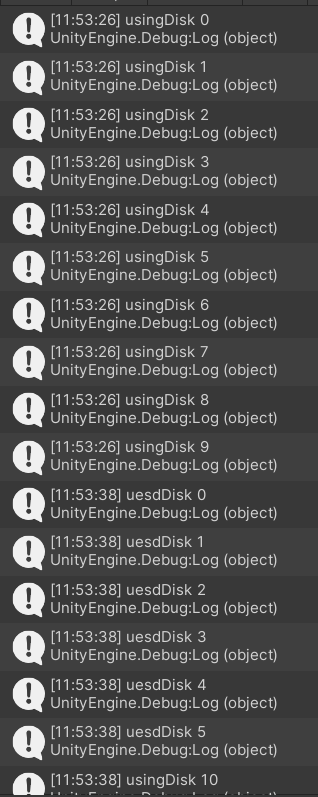 [11:53:26] usingDisk 0
UnityEngine.Debug:Log (object)
[11:53:26] usingDisk 1
UnityEngine.Debug:Log (object)
[11:53:26] usingDisk 2
UnityEngine.Debug:Log (object)
[11:53:26] usingDisk 3
UnityEngine.Debug:Log (object)
[11:53:26] usingDisk 4
UnityEngine.Debug:Log (object)
[11:53:26] usingDisk 5
UnityEngine.Debug:Log (object)
[11:53:26] usingDisk 6
UnityEngine.Debug:Log (object)
[11:53:26] usingDisk 7
UnityEngine.Debug:Log (object)
[11:53:26] usingDisk 8
UnityEngine.Debug:Log (object)
[11:53:26] usingDisk 9
UnityEngine.Debug:Log (object)
[11:53:38] uesdDisk 0
UnityEngine.Debug:Log (object)
[11:53:38] uesdDisk 1
UnityEngine.Debug:Log (object)
[11:53:38] uesdDisk 2
UnityEngine.Debug:Log (object)
[11:53:38] uesdDisk 3
UnityEngine.Debug:Log (object)
[11:53:38] uesdDisk 4
UnityEngine.Debug:Log (object)
[11:53:38] uesdDisk 5
UnityEngine.Debug:Log (object)
[11:53:38] usingDisk 10